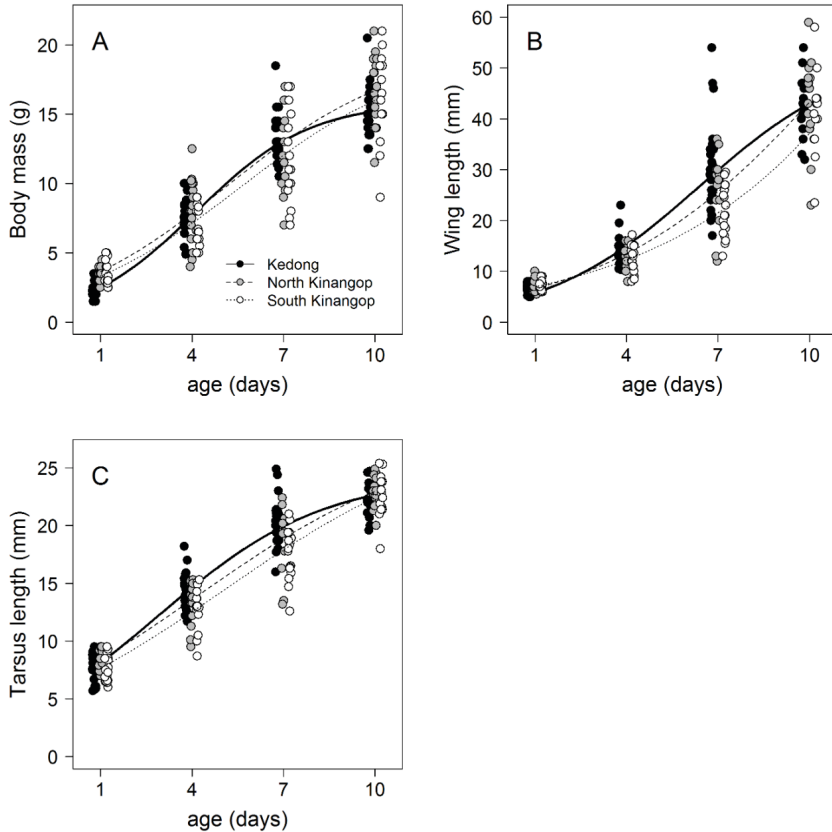 A
Body mass (g)
20
15
10
5
0
Kedong
North Kinangop
South Kinangop
1 4 7 10
age (days)
B
Wing length (mm)
60
50
40
30
20
10
0
1 4 7 10
age (days)
C
Tarsus length (mm)
25
20
15
10
5
0
1 4 7 10
age (days)